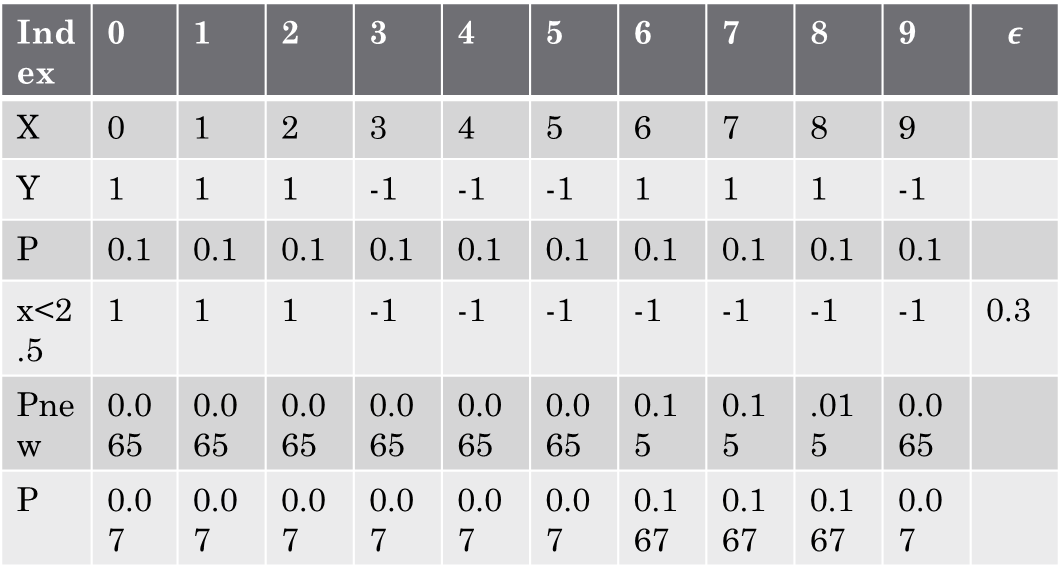 Ind 0 1 2 3 4 5 6 7 8 9 ϵ
ex
X 0 1 2 3 4 5 6 7 8 9
Y 1 1 1 -1 -1 -1 1 1 1 -1
P 0.1 0.1 0.1 0.1 0.1 0.1 0.1 0.1 0.1 0.1
x<2 1 1 1 -1 -1 -1 -1 -1 -1 -1 0.3
.5
Pne 0.0 0.0 0.0 0.0 0.0 0.0 0.1 0.1 .01 0.0
w 65 65 65 65 65 65 5 5 5 65
P 0.0 0.0 0.0 0.0 0.0 0.0 0.1 0.1 0.1 0.0
7 7 7 7 7 7 67 67 67 7